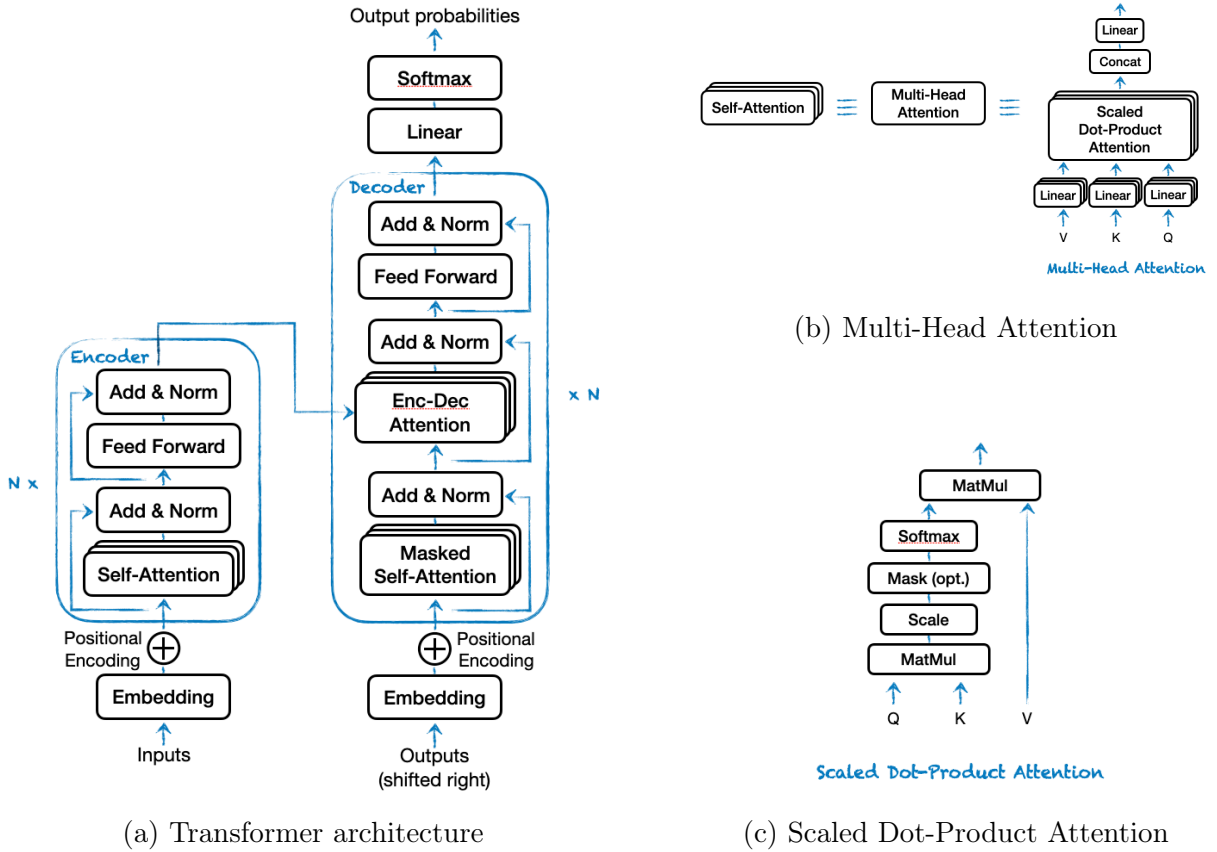 Output probabilities
Softmax
Linear
Decoder
Add & Norm
Feed Forward
Add & Norm
Enc-Dec
Attention
x N
Add & Norm
Masked
Self-Attention
Positional
Encoding
Embedding
Outputs
(shifted right)
Encoder
Add & Norm
Feed Forward
N x
Add & Norm
Self-Attention
Positional
Encoding
Embedding
Inputs
(a) Transformer architecture
Self-Attention
Multi-Head
Attention
Linear
Concat
Scaled
Dot-Product
Attention
Linear Linear Linear
V K Q
Multi-Head Attention
(b) Multi-Head Attention
MatMul
Softmax
Mask (opt.)
Scale
MatMul
Q K V
Scaled Dot-Product Attention
(c) Scaled Dot-Product Attention